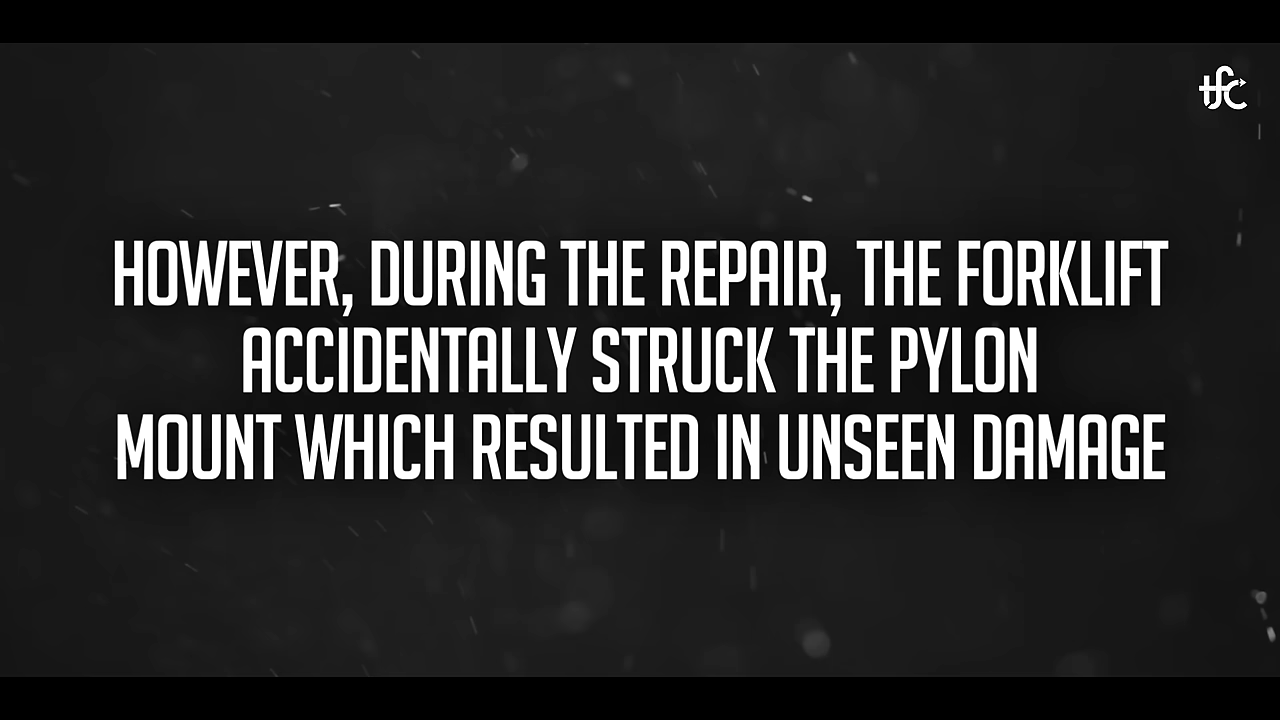 tfc
HOWEVER, DURING THE REPAIR, THE FORKLIFT
ACCIDENTALLY STRUCK THE PYLON
MOUNT WHICH RESULTED IN UNSEEN DAMAGE